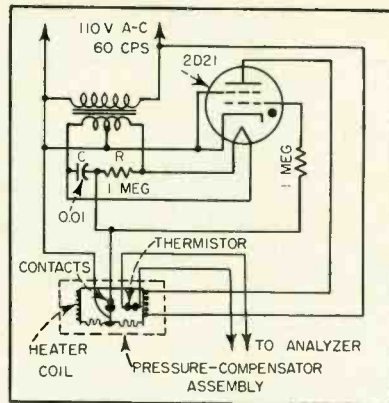 110 V A-C
60 CPS
2D21
C
R
1 MEG
0.01
1 MEG
THERMISTOR
CONTACTS
HEATER
COIL
TO ANALYZER
PRESSURE-COMPENSATOR
ASSEMBLY